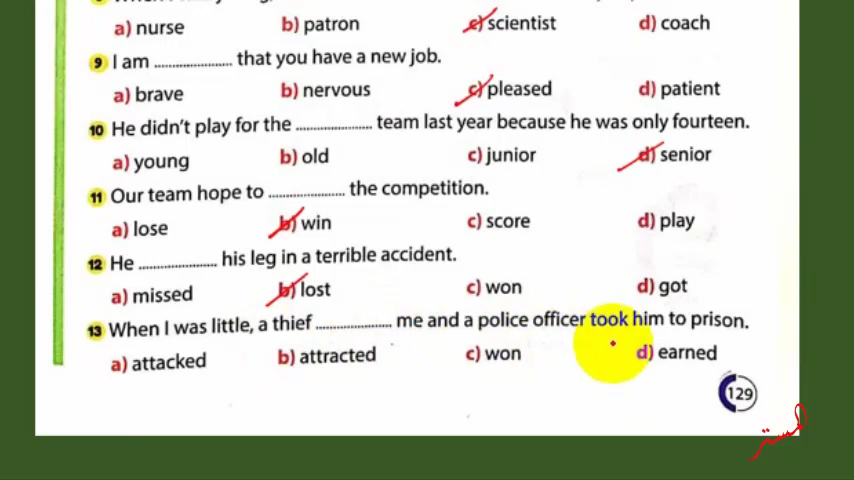 a) nurse b) patron c) scientist d) coach
9 I am .................... that you have a new job.
a) brave b) nervous c) pleased d) patient
10 He didn't play for the .................... team last year because he was only fourteen.
a) young b) old c) junior d) senior
11 Our team hope to .................... the competition.
a) lose b) win c) score d) play
12 He .................... his leg in a terrible accident.
a) missed b) lost c) won d) got
13 When I was little, a thief .................... me and a police officer took him to prison.
a) attacked b) attracted c) won d) earned
129